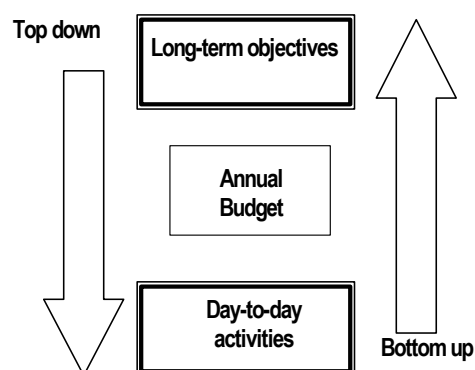 Top down
Long-term objectives
Annual
Budget
Day-to-day
activities
Bottom up